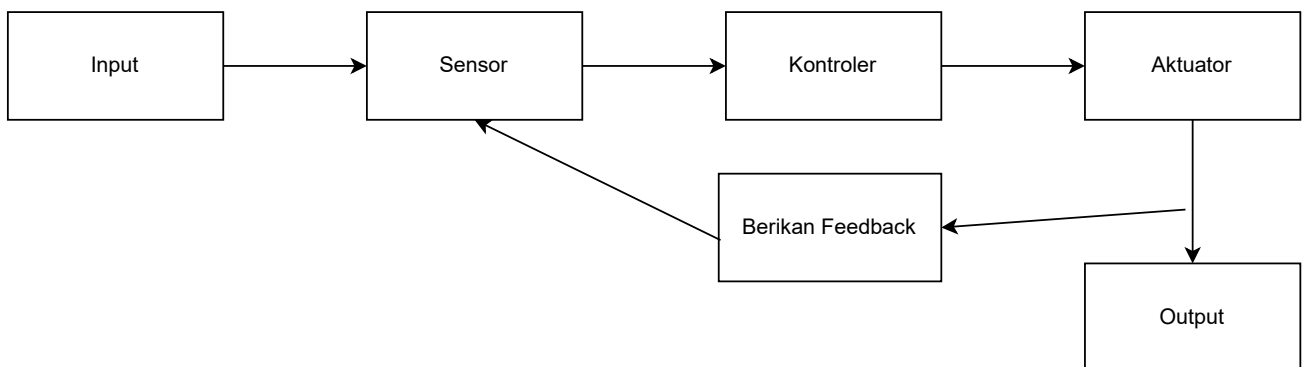 Input
Sensor
Kontroler
Aktuator
Berikan Feedback
Output